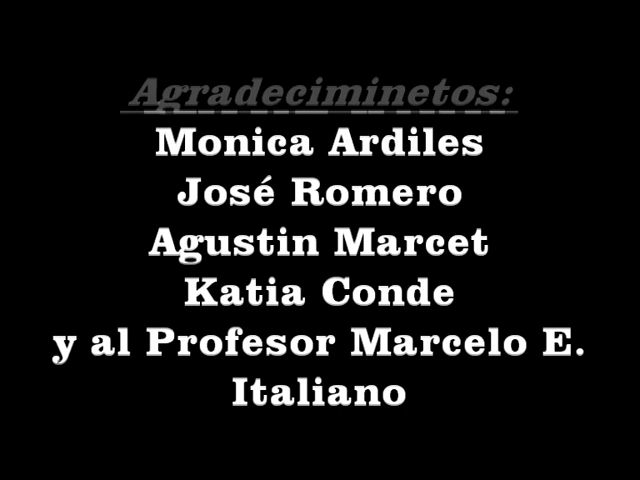 Agradeciminetos:
Monica Ardiles
José Romero
Agustin Marcet
Katia Conde
y al Profesor Marcelo E.
Italiano